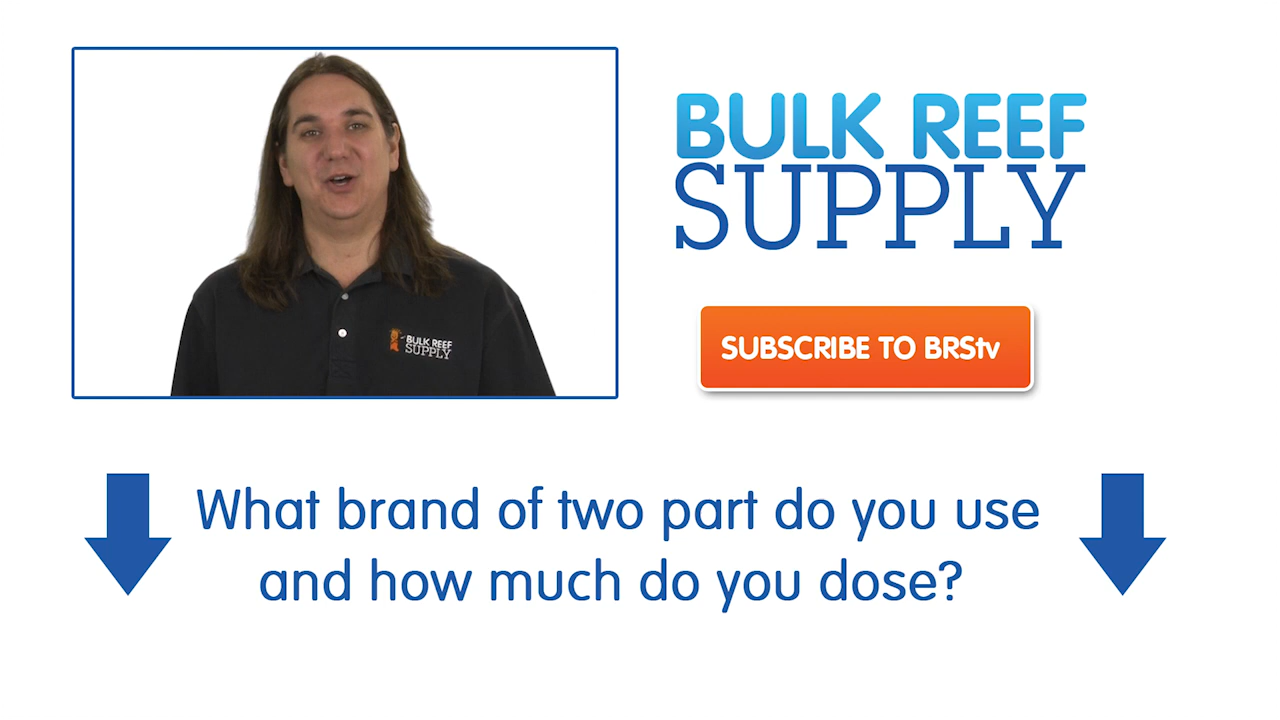 BULK REEF
SUPPLY
BULK REEF
SUPPLY
SUBSCRIBE TO BRStv
What brand of two part do you use
and how much do you dose?